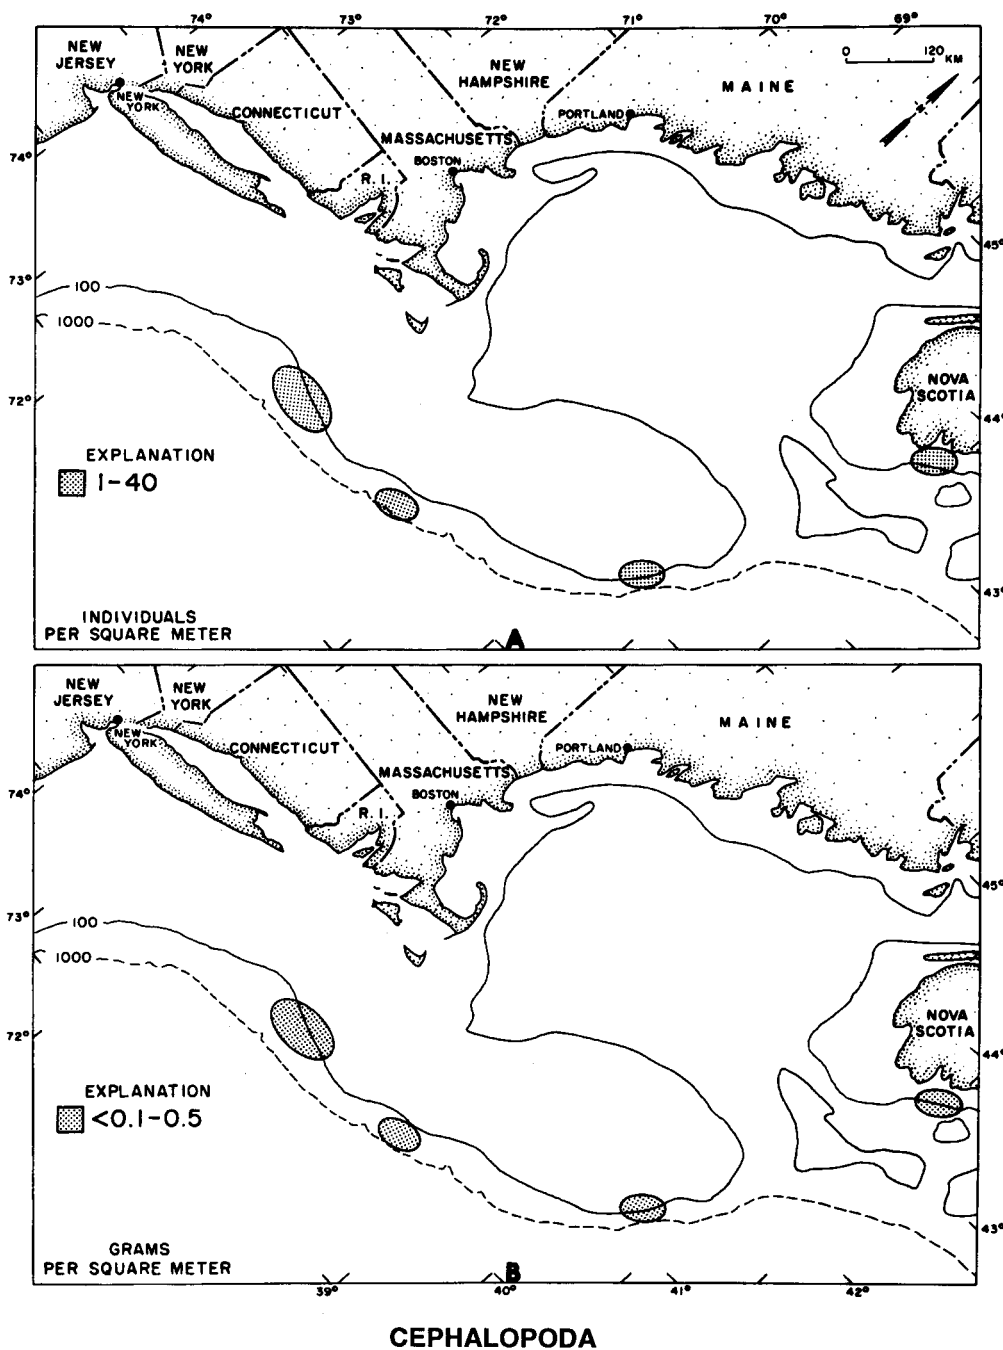 74°
73°
72°
71°
70°
69°
NEW
JERSEY
NEW
YORK
NEW
YORK
CONNECTICUT
NEW
HAMPSHIRE
MASSACHUSETTS
BOSTON
R. I.
PORTLAND
MAINE
0 120
KM
74°
73°
72°
45°
44°
43°
100
1000
NOVA
SCOTIA
EXPLANATION
1-40
INDIVIDUALS
PER SQUARE METER
A
NEW
JERSEY
NEW
YORK
NEW
YORK
CONNECTICUT
NEW
HAMPSHIRE
MASSACHUSETTS
BOSTON
R. I.
PORTLAND
MAINE
74°
73°
72°
45°
44°
43°
100
1000
NOVA
SCOTIA
EXPLANATION
<0.1-0.5
GRAMS
PER SQUARE METER
B
39°
40°
41°
42°
CEPHALOPODA